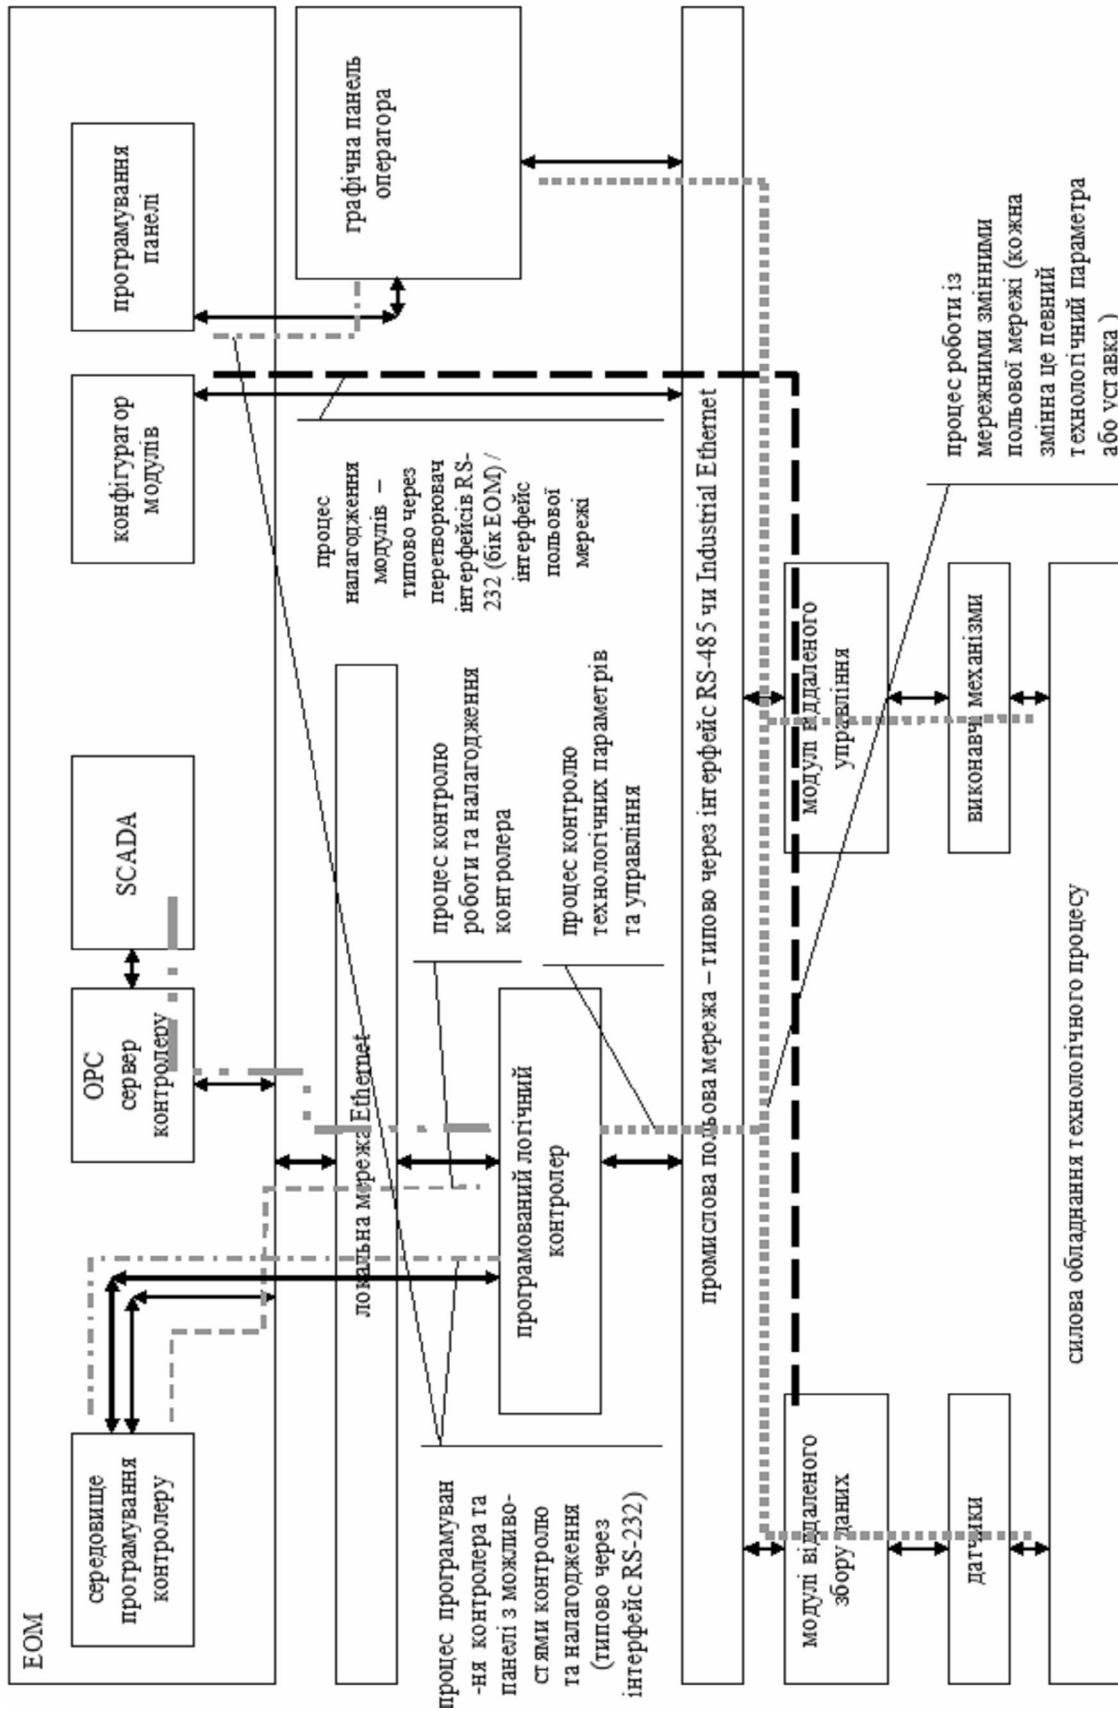 ЕОМ
середовище
програмування
контролеру
OPC
сервер
контролеру
SCADA
конфігуратор
модулів
програмування
панелі
локальна мережа Ethernet
графічна панель
оператора
процес
налагодження
модулів –
типово через
перетворювач
інтерфейсів RS-
232 (бік ЕОМ) /
інтерфейс
польової
мережі
процес програмуван
-ня контролера та
панелі з можливо-
стями контролю
та налагодження
(типово через
інтерфейс RS-232)
програмований логічний
контролер
процес контролю
роботи та налагодження
контролера
процес контролю
технологічних параметрів
та управління
промислова польова мережа – типово через інтерфейс RS-485 чи Industrial Ethernet
модулі віддаленого
збору даних
модулі віддаленого
управління
датчики
виконавчі механізми
процес роботи із
мережними змінними
польової мережі (кожна
змінна це певний
технологічний параметр
або уставка )
силова обладнання технологічного процесу